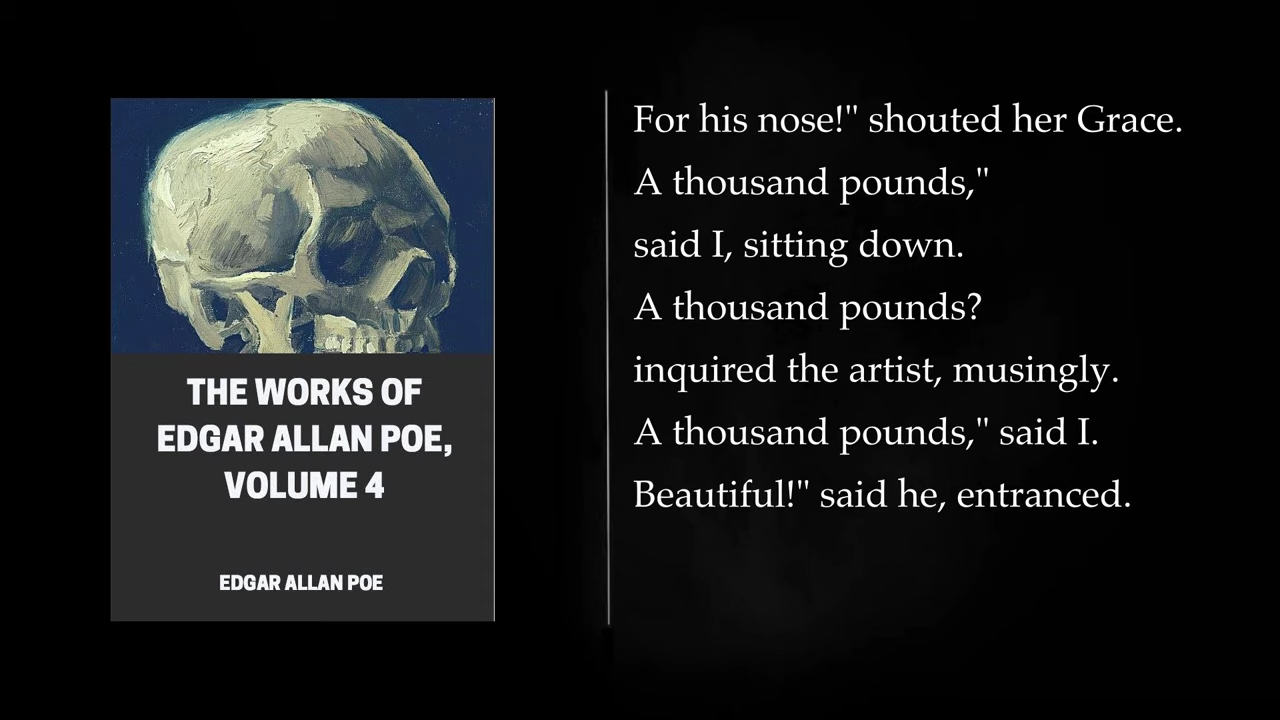 THE WORKS OF
EDGAR ALLAN POE,
VOLUME 4
EDGAR ALLAN POE
For his nose!" shouted her Grace.
A thousand pounds,"
said I, sitting down.
A thousand pounds?
inquired the artist, musingly.
A thousand pounds," said I.
Beautiful!" said he, entranced.